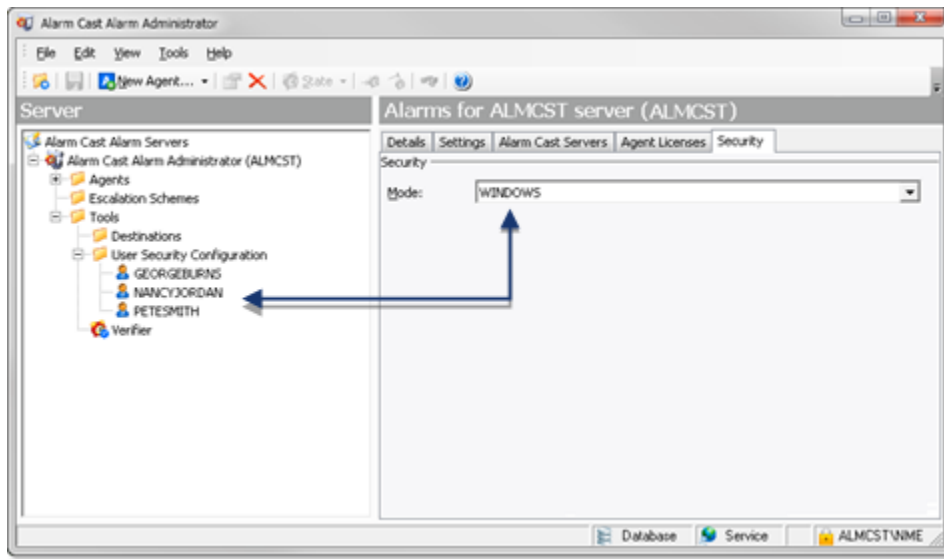 Alarm Cast Alarm Administrator
File Edit View Tools Help
New Agent... State
Server
Alarms for ALMCST server (ALMCST)
Alarm Cast Alarm Servers
Alarm Cast Alarm Administrator (ALMCST)
Agents
Escalation Schemes
Tools
Destinations
User Security Configuration
GEORGEBURNS
NANCYJORDAN
PETESMITH
Verifier
Details Settings Alarm Cast Servers Agent Licenses Security
Security
Mode: WINDOWS
Database Service ALMCST\NME